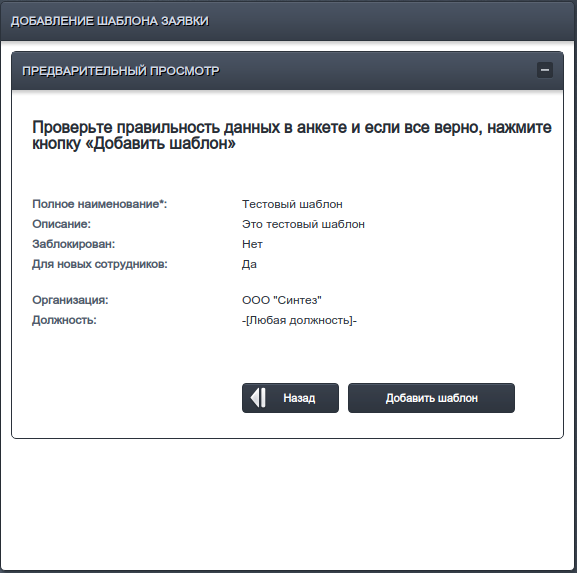 ДОБАВЛЕНИЕ ШАБЛОНА ЗАЯВКИ
ПРЕДВАРИТЕЛЬНЫЙ ПРОСМОТР
Проверьте правильность данных в анкете и если все верно, нажмите
кнопку «Добавить шаблон»
Полное наименование*: Тестовый шаблон
Описание: Это тестовый шаблон
Заблокирован: Нет
Для новых сотрудников: Да
Организация: ООО "Синтез"
Должность: -[Любая должность]-
Назад Добавить шаблон